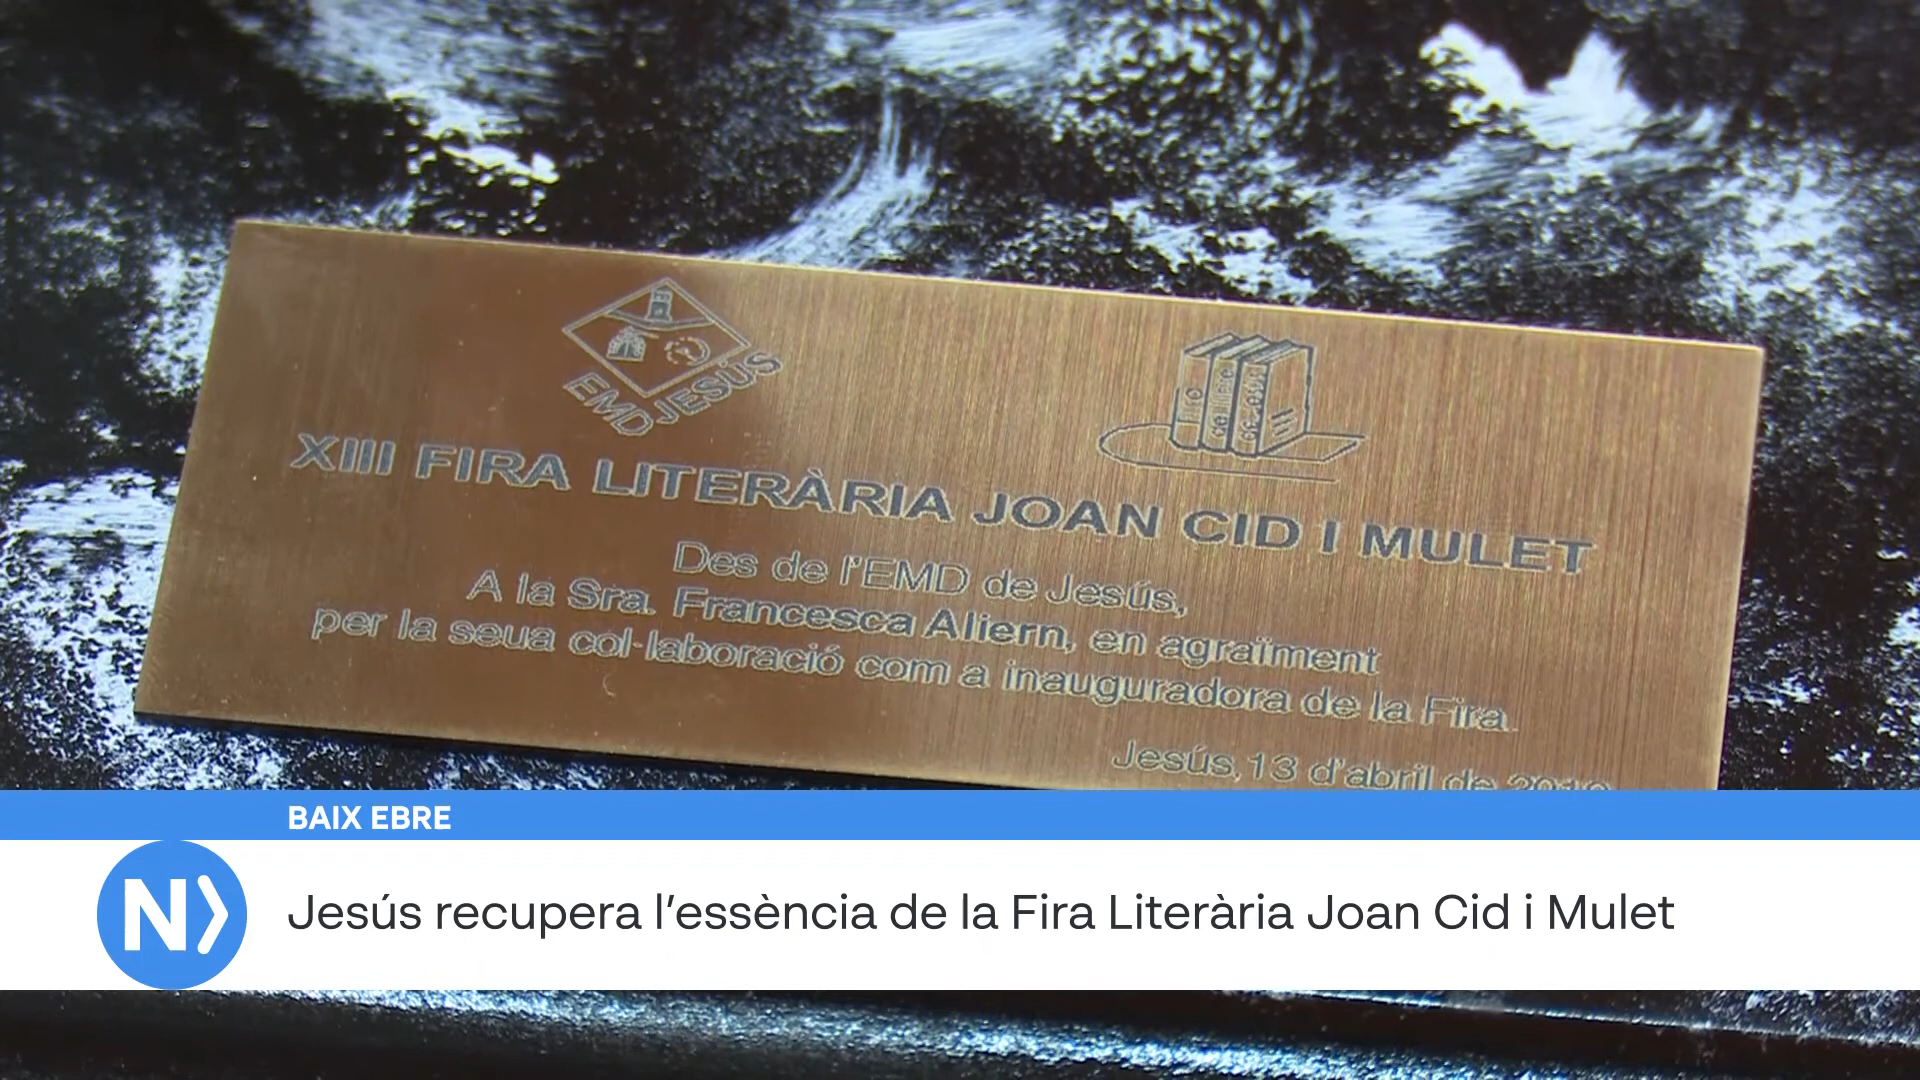 EMD JESÚS
XIII FIRA LITERÀRIA JOAN CID I MULET
Des de l'EMD de Jesús,
A la Sra. Francesca Aliern, en agraïment
per la seua col·laboració com a inauguradora de la Fira.
Jesús, 13 d'abril de
BAIX EBRE
N
Jesús recupera l'essència de la Fira Literària Joan Cid i Mulet